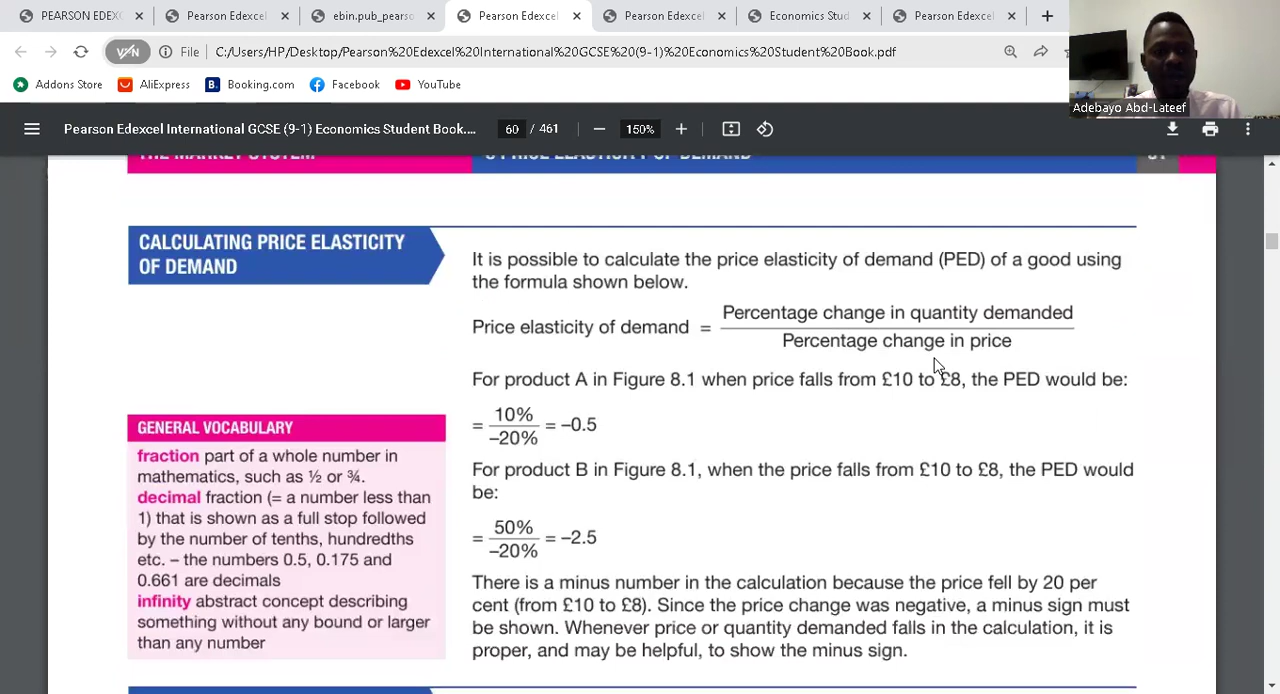 PEARSON EDEXC
Pearson Edexcel
ebin.pub_pearso
Pearson Edexcel
Pearson Edexcel
Economics Stud
Pearson Edexcel
File
C:/Users/HP/Desktop/Pearson%20Edexcel%20International%20GCSE%20(9-1)%20Economics%20Student%20Book.pdf
Addons Store
AliExpress
B.
Booking.com
Facebook
YouTube
Adebayo Abd-Lateef
Pearson Edexcel International GCSE (9-1) Economics Student Book....
60 / 461
150%
THE MARKET SYSTEM
8 PRICE ELASTICITY OF DEMAND
CALCULATING PRICE ELASTICITY
OF DEMAND
It is possible to calculate the price elasticity of demand (PED) of a good using
the formula shown below.
Price elasticity of demand = Percentage change in quantity demanded
Percentage change in price
For product A in Figure 8.1 when price falls from £10 to £8, the PED would be:
= 10% / –20% = –0.5
For product B in Figure 8.1, when the price falls from £10 to £8, the PED would
be:
= 50% / –20% = –2.5
There is a minus number in the calculation because the price fell by 20 per
cent (from £10 to £8). Since the price change was negative, a minus sign must
be shown. Whenever price or quantity demanded falls in the calculation, it is
proper, and may be helpful, to show the minus sign.
GENERAL VOCABULARY
fraction part of a whole number in
mathematics, such as ½ or ¾.
decimal fraction (= a number less than
1) that is shown as a full stop followed
by the number of tenths, hundredths
etc. – the numbers 0.5, 0.175 and
0.661 are decimals
infinity abstract concept describing
something without any bound or larger
than any number